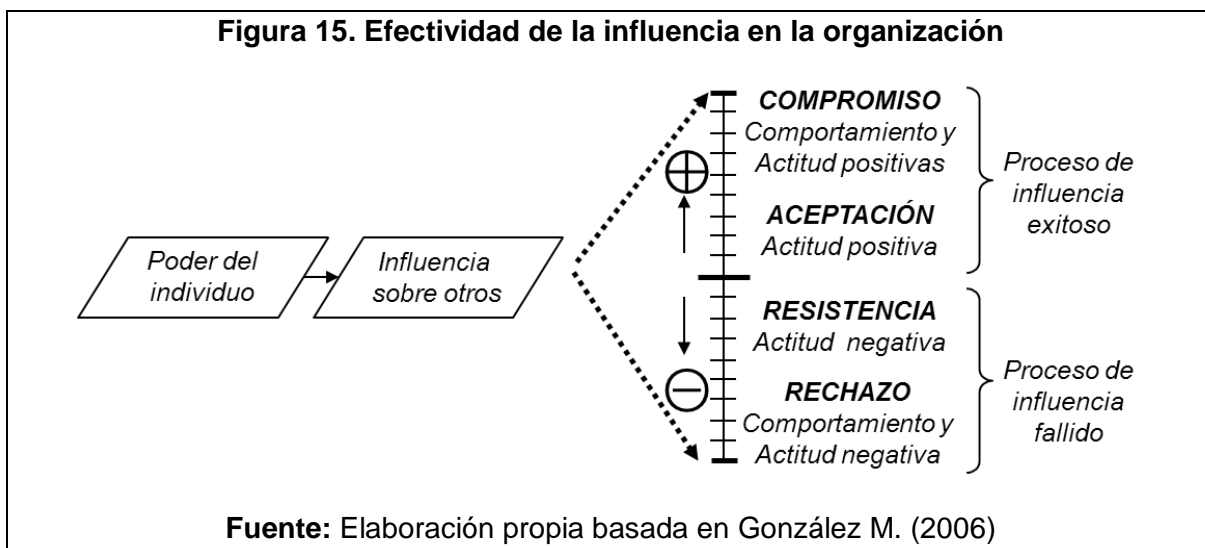 Figura 15. Efectividad de la influencia en la organización
Poder del
individuo
Influencia
sobre otros
COMPROMISO
Comportamiento y
Actitud positivas
ACEPTACIÓN
Actitud positiva
Proceso de
influencia
exitoso
RESISTENCIA
Actitud negativa
RECHAZO
Comportamiento y
Actitud negativa
Proceso de
influencia
fallido
Fuente: Elaboración propia basada en González M. (2006)